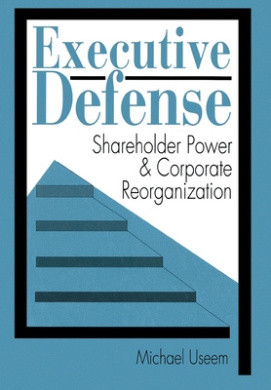 Executive
Defense
Shareholder Power
& Corporate
Reorganization
Michael Useem